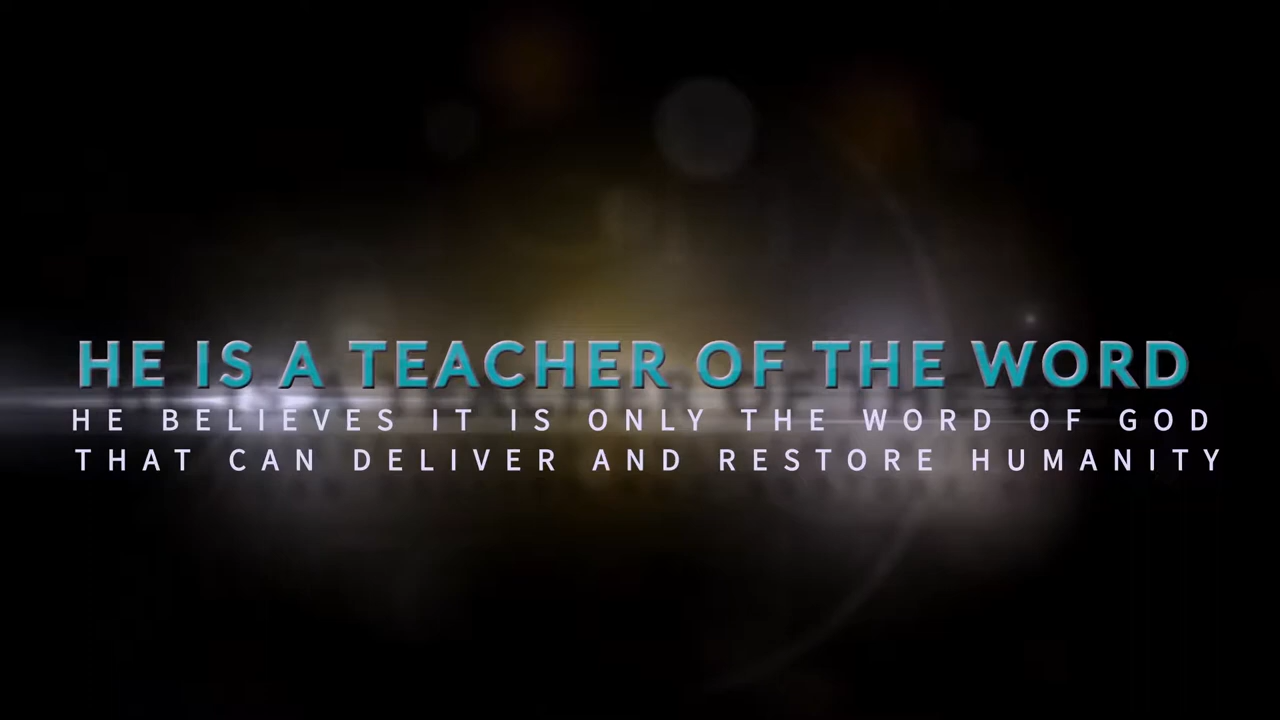 HE IS A TEACHER OF THE WORD
HE BELIEVES IT IS ONLY THE WORD OF GOD
THAT CAN DELIVER AND RESTORE HUMANITY